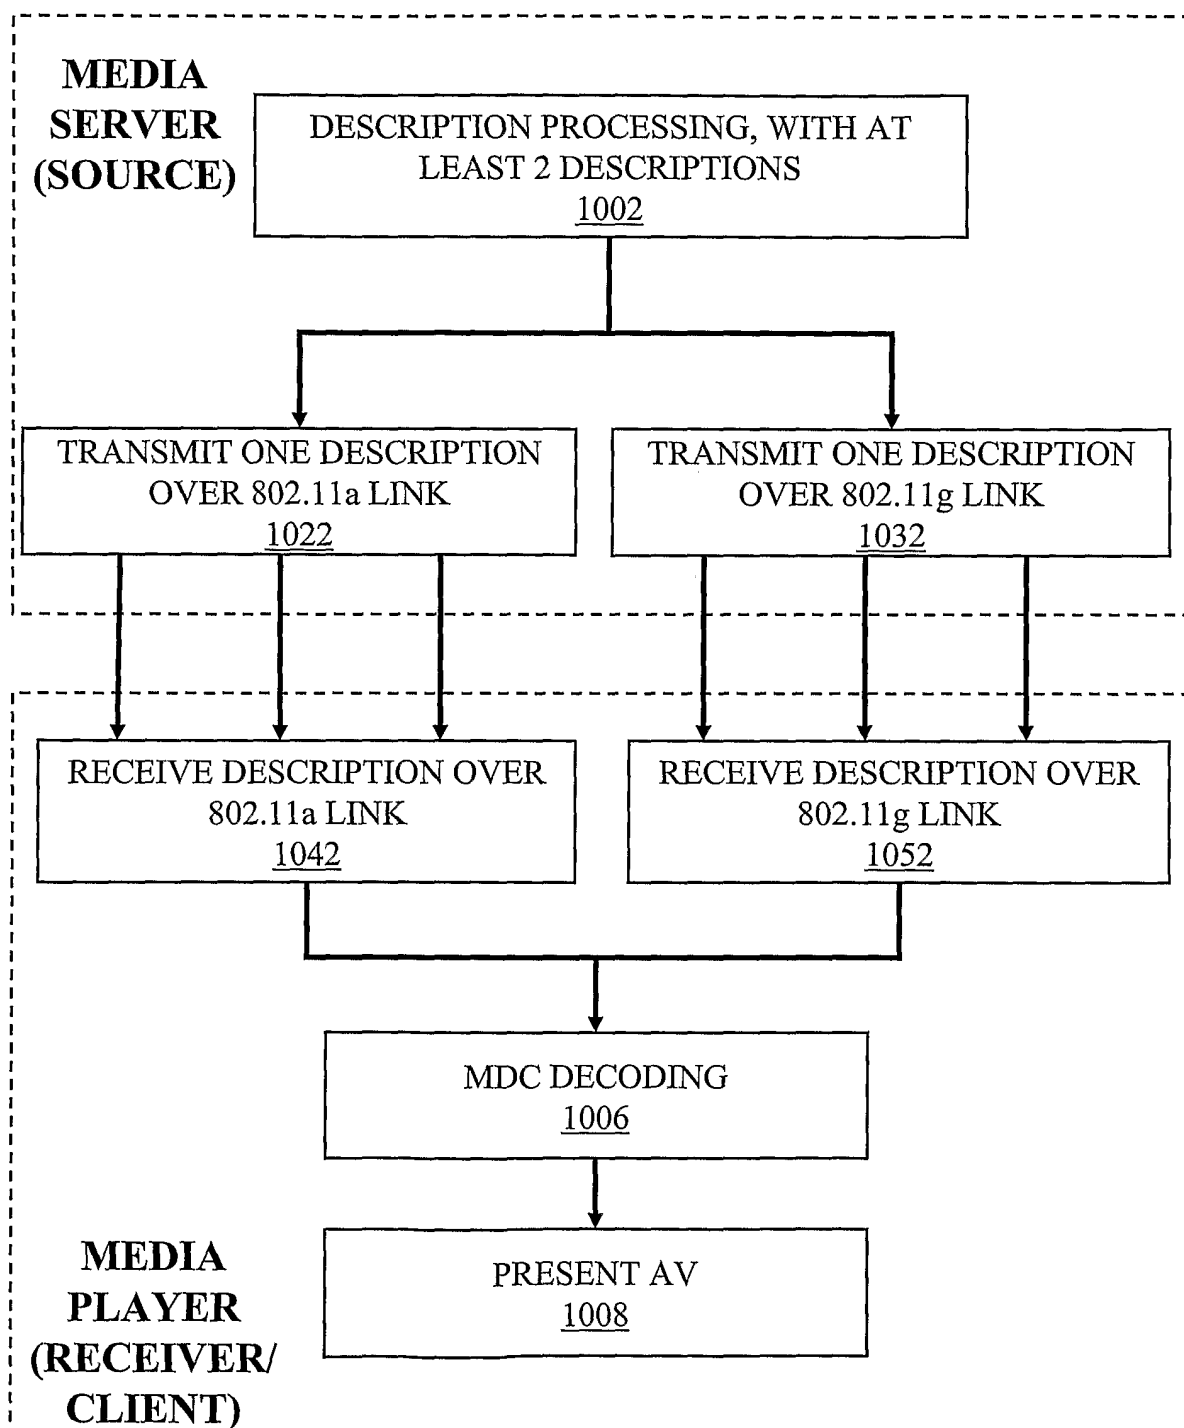 MEDIA
SERVER
(SOURCE)
DESCRIPTION PROCESSING, WITH AT
LEAST 2 DESCRIPTIONS
1002
TRANSMIT ONE DESCRIPTION
OVER 802.11a LINK
1022
TRANSMIT ONE DESCRIPTION
OVER 802.11g LINK
1032
RECEIVE DESCRIPTION OVER
802.11a LINK
1042
RECEIVE DESCRIPTION OVER
802.11g LINK
1052
MDC DECODING
1006
PRESENT AV
1008
MEDIA
PLAYER
(RECEIVER/
CLIENT)